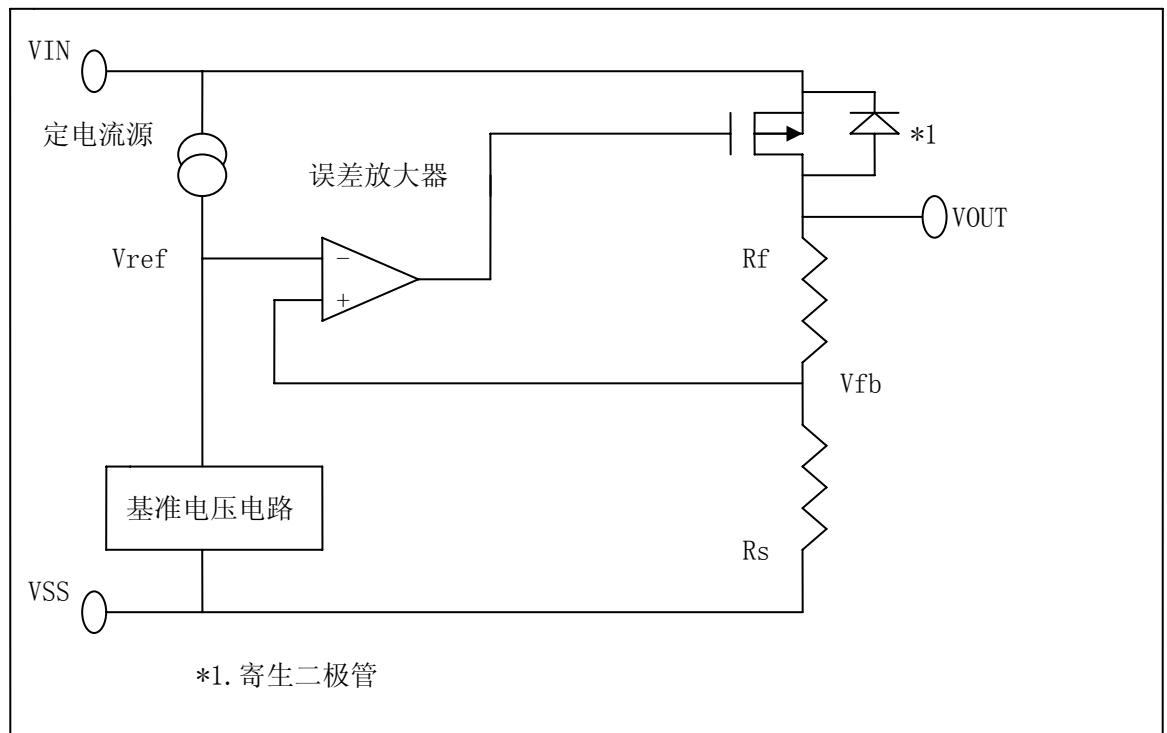 VIN
定电流源
*1
误差放大器
VOUT
Vref
Rf
−
+
Vfb
基准电压电路
Rs
VSS
*1.寄生二极管